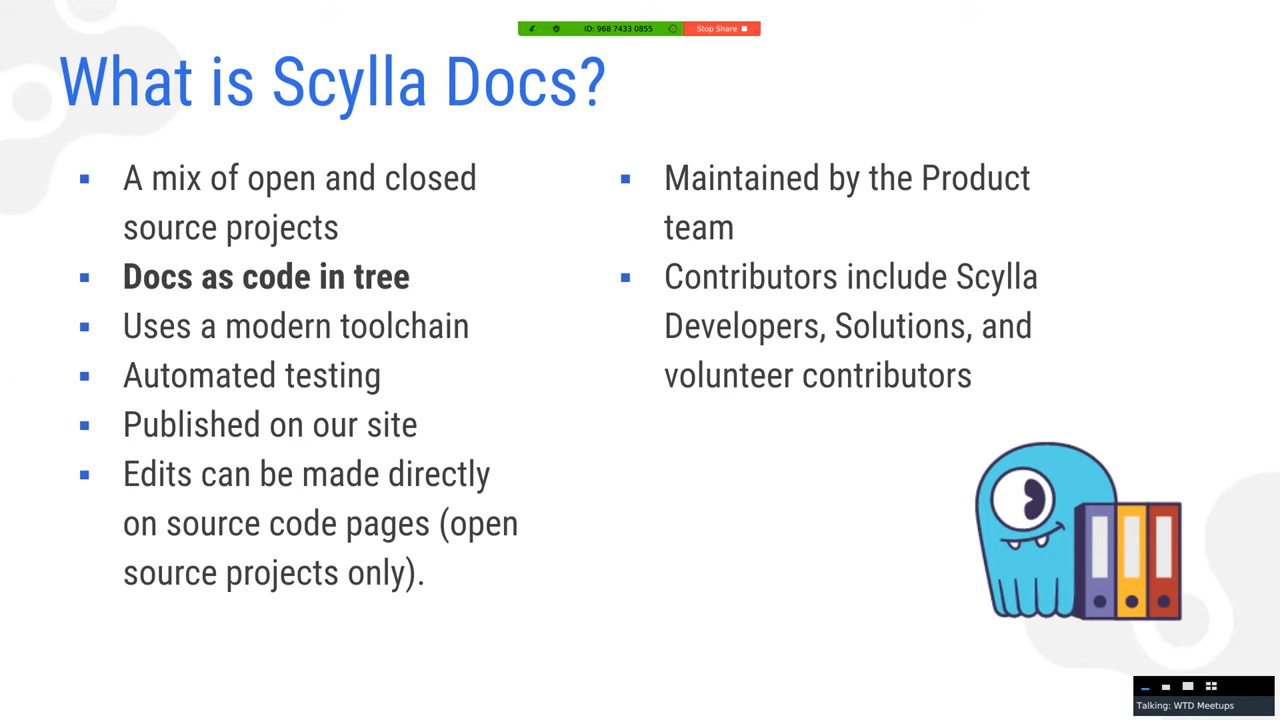 ID: 968 7433 0855
Stop Share
What is Scylla Docs?
A mix of open and closed
source projects
Docs as code in tree
Uses a modern toolchain
Automated testing
Published on our site
Edits can be made directly
on source code pages (open
source projects only).
Maintained by the Product
team
Contributors include Scylla
Developers, Solutions, and
volunteer contributors
Talking: WTD Meetups